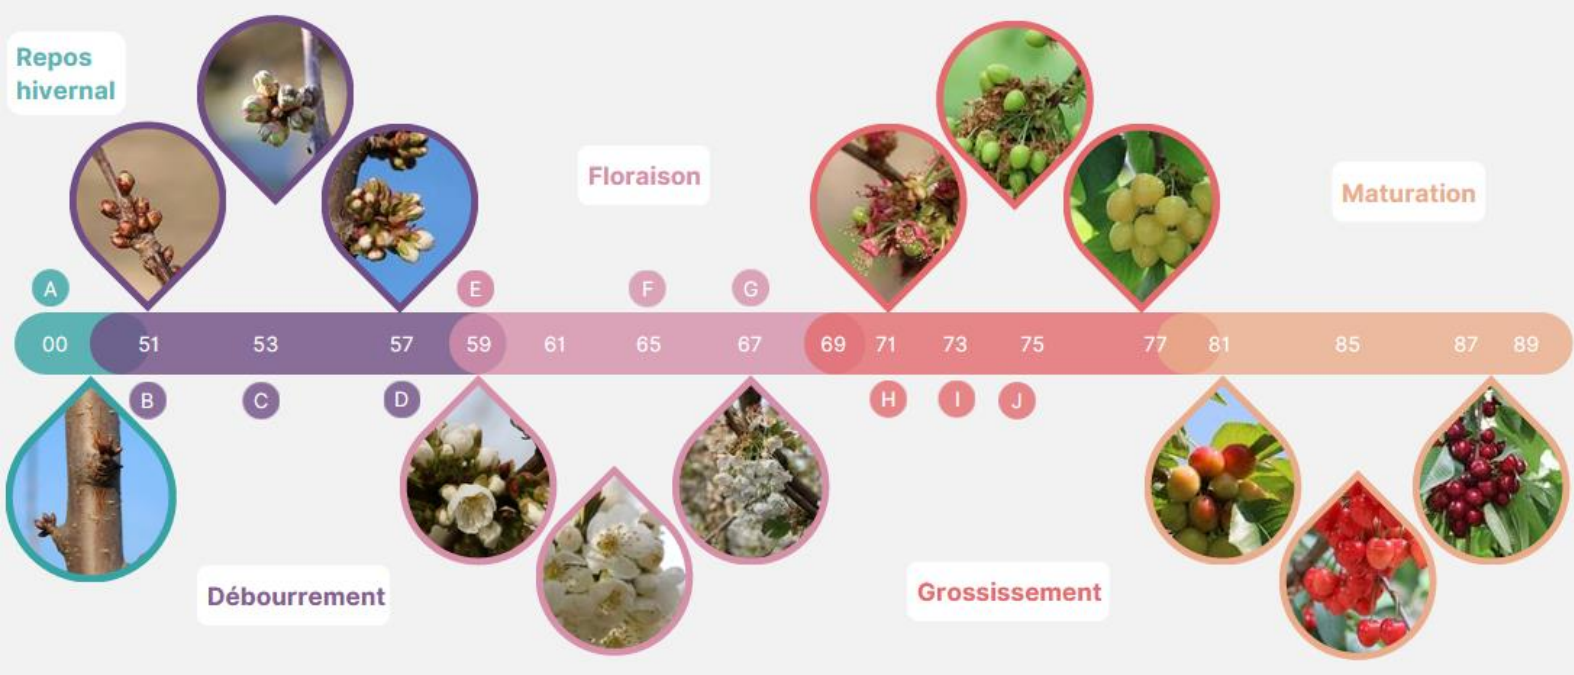 Repos
hivernal
Floraison
Maturation
A
E
F
G
00
51
53
57
59
61
65
67
69
71
73
75
77
81
85
87
89
B
C
D
H
I
J
Débourrement
Grossissement